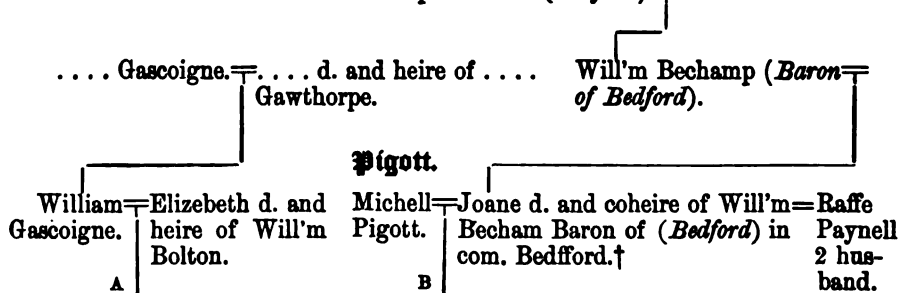 .... Gascoigne.=.... d. and heire of ....
Gawthorpe.
Will'm Bechamp (Baron=
of Bedford).
Pigott.
William=Elizebeth d. and
Gascoigne. heire of Will'm
Bolton.
A
Michell=Joane d. and coheire of Will'm=Raffe
Pigott. Becham Baron of (Bedford) in Paynell
com. Bedfford.† 2 hus-
band.
B